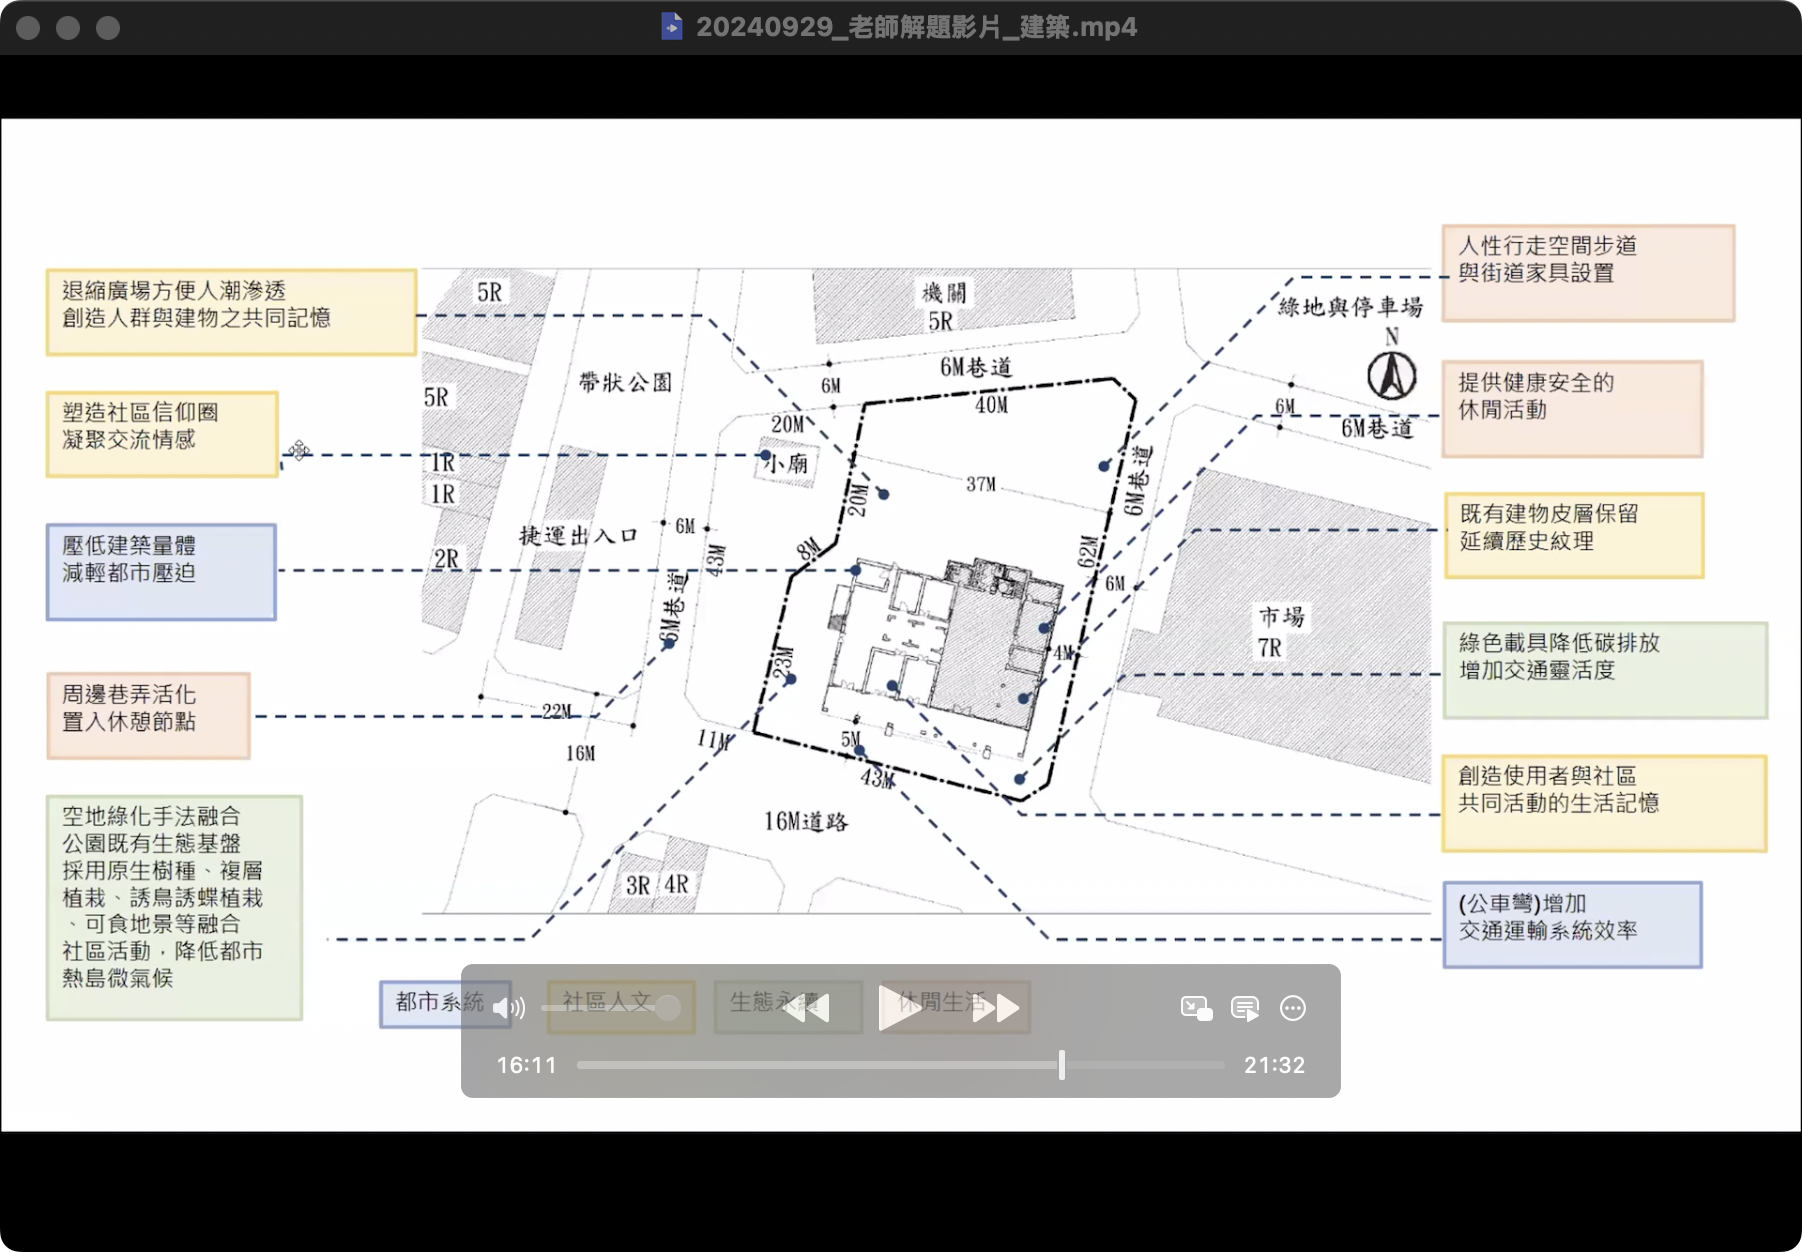 20240929_老師解題影片_建築.mp4
退縮廣場方便人潮滲透
創造人群與建物之共同記憶
塑造社區信仰圈
凝聚交流情感
壓低建築量體
減輕都市壓迫
周邊巷弄活化
置入休憩節點
空地綠化手法融合
公園既有生態基盤
採用原生樹種、複層
植栽、誘鳥誘蝶植栽
、可食地景等融合
社區活動，降低都市
熱島微氣候
5R
機關
5R
綠地與停車場
N
6M巷道
帶狀公園
6M
5R
40M
6M
20M
6M巷道
小廟
1R
1R
37M
20M
6M巷道
6M
捷運出入口
43M
8M
62M
2R
6M
6M巷道
市場
7R
4M
23M
22M
11M
5M
16M
43M
16M道路
3R
4R
人性行走空間步道
與街道家具設置
提供健康安全的
休閒活動
既有建物皮層保留
延續歷史紋理
綠色載具降低碳排放
增加交通靈活度
創造使用者與社區
共同活動的生活記憶
(公車彎)增加
交通運輸系統效率
都市系統
社區人文
生態永續
休閒生活
16:11
21:32